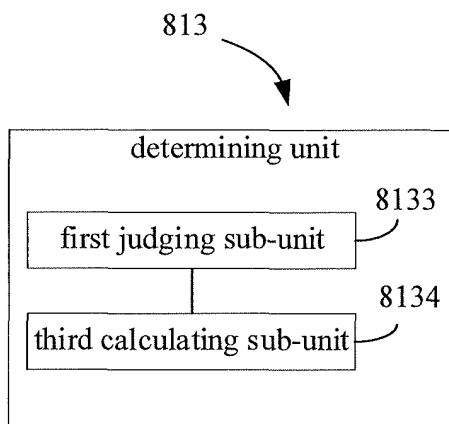 813
determining unit
8133
first judging sub-unit
8134
third calculating sub-unit